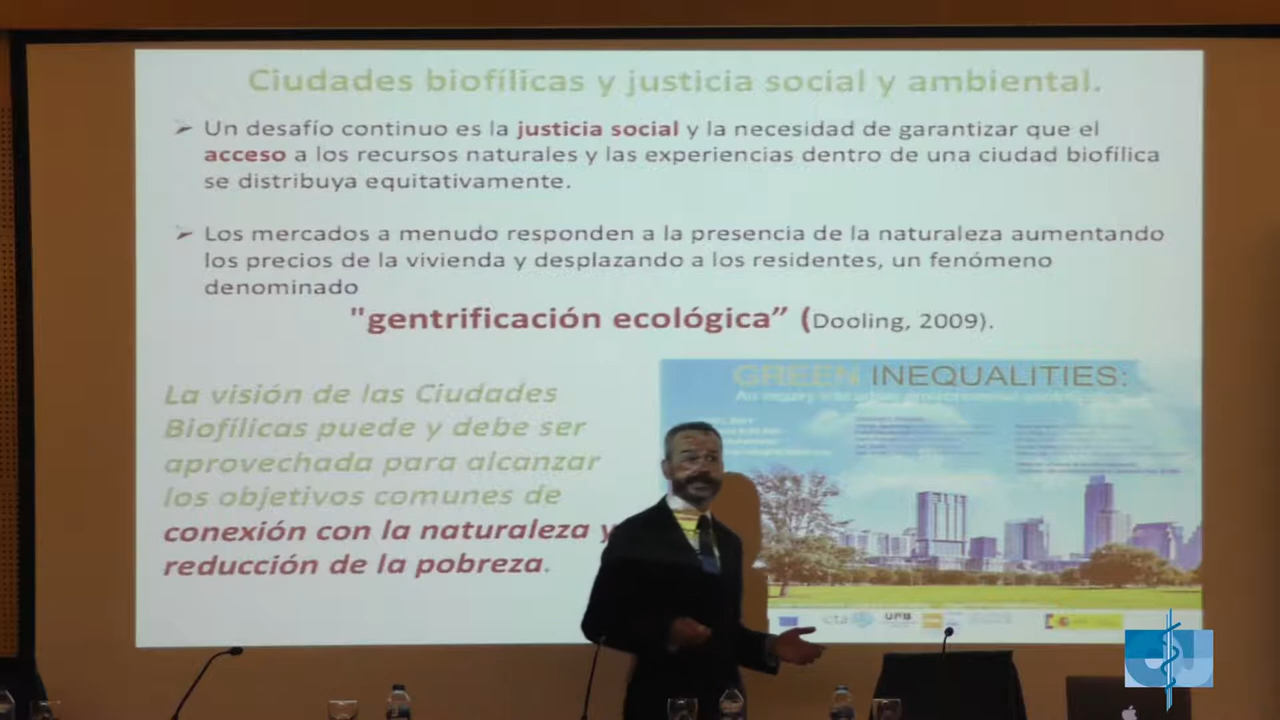 Ciudades biofílicas y justicia social y ambiental.
Un desafío continuo es la justicia social y la necesidad de garantizar que el
acceso a los recursos naturales y las experiencias dentro de una ciudad biofílica
se distribuya equitativamente.
Los mercados a menudo responden a la presencia de la naturaleza aumentando
los precios de la vivienda y desplazando a los residentes, un fenómeno
denominado
"gentrificación ecológica” (Dooling, 2009).
La visión de las Ciudades
Biofílicas puede y debe ser
aprovechada para alcanzar
los objetivos comunes de
conexión con la naturaleza y
reducción de la pobreza.
GREEN INEQUALITIES: